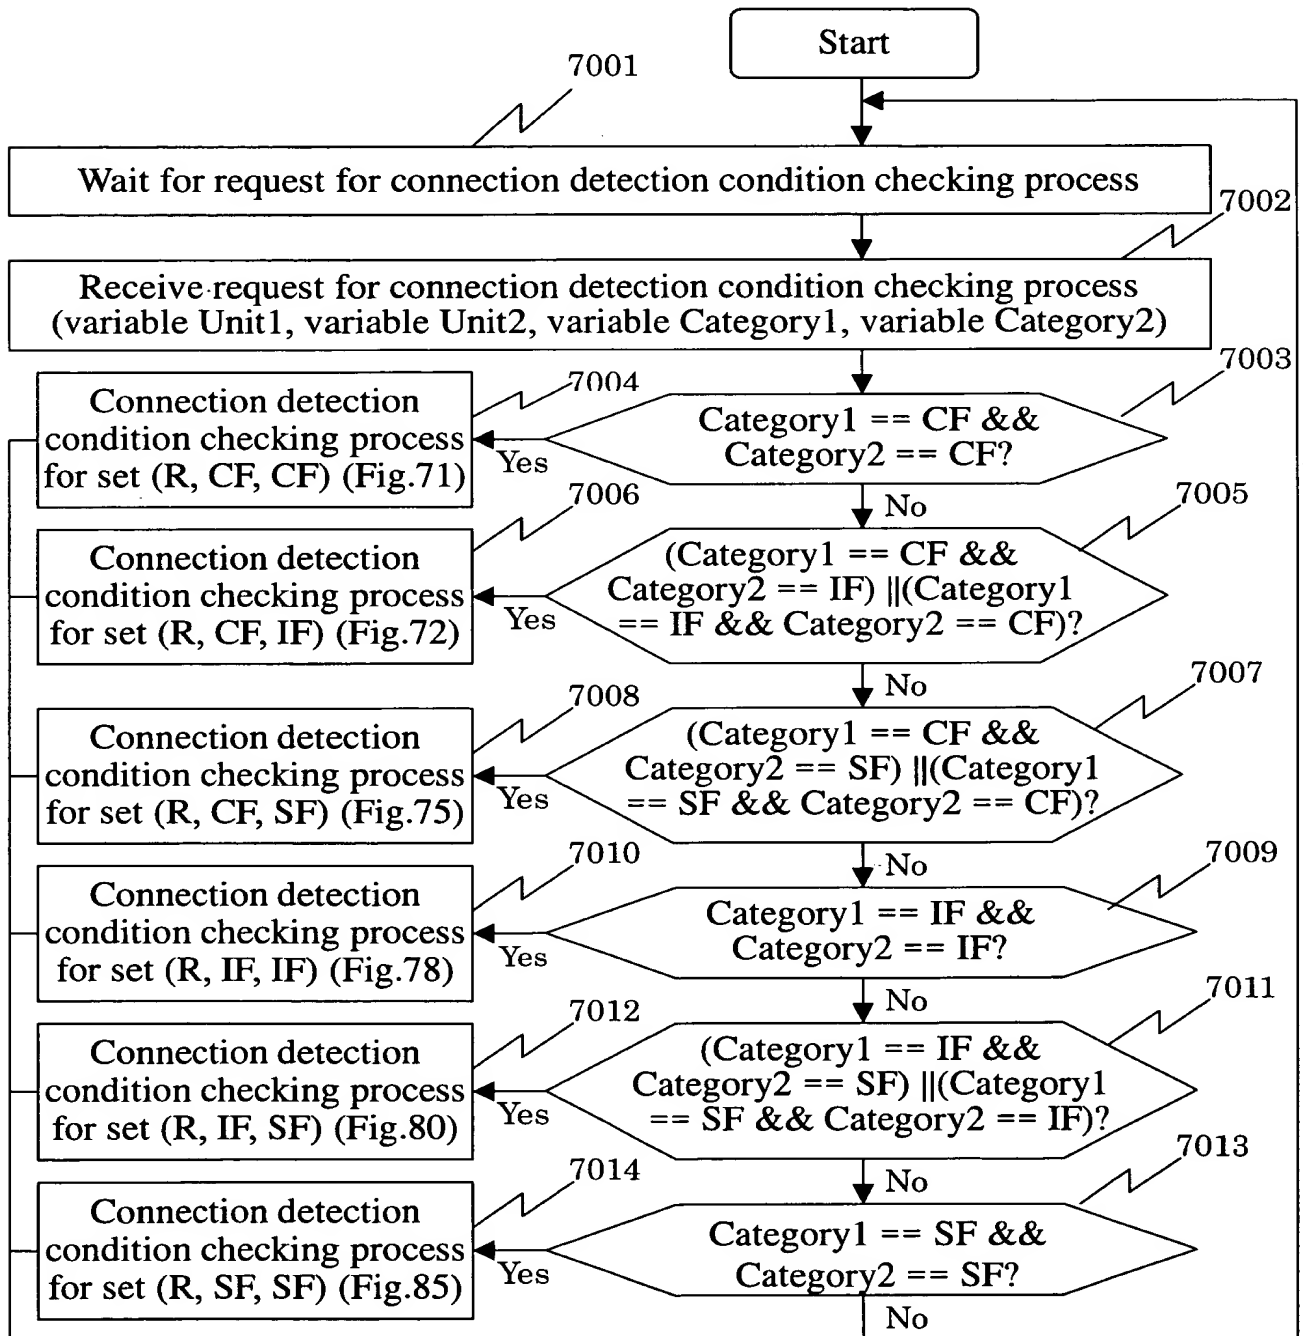 Start
7001
Wait for request for connection detection condition checking process
7002
Receive request for connection detection condition checking process
(variable Unit1, variable Unit2, variable Category1, variable Category2)
7003
7004
Connection detection
condition checking process
for set (R, CF, CF) (Fig.71)
Yes
Category1 == CF &&
Category2 == CF?
No
7005
7006
Connection detection
condition checking process
for set (R, CF, IF) (Fig.72)
Yes
(Category1 == CF &&
Category2 == IF) ||(Category1
== IF && Category2 == CF)?
No
7007
7008
Connection detection
condition checking process
for set (R, CF, SF) (Fig.75)
Yes
(Category1 == CF &&
Category2 == SF) ||(Category1
== SF && Category2 == CF)?
No
7009
7010
Connection detection
condition checking process
for set (R, IF, IF) (Fig.78)
Yes
Category1 == IF &&
Category2 == IF?
No
7011
7012
Connection detection
condition checking process
for set (R, IF, SF) (Fig.80)
Yes
(Category1 == IF &&
Category2 == SF) ||(Category1
== SF && Category2 == IF)?
No
7013
7014
Connection detection
condition checking process
for set (R, SF, SF) (Fig.85)
Yes
Category1 == SF &&
Category2 == SF?
No